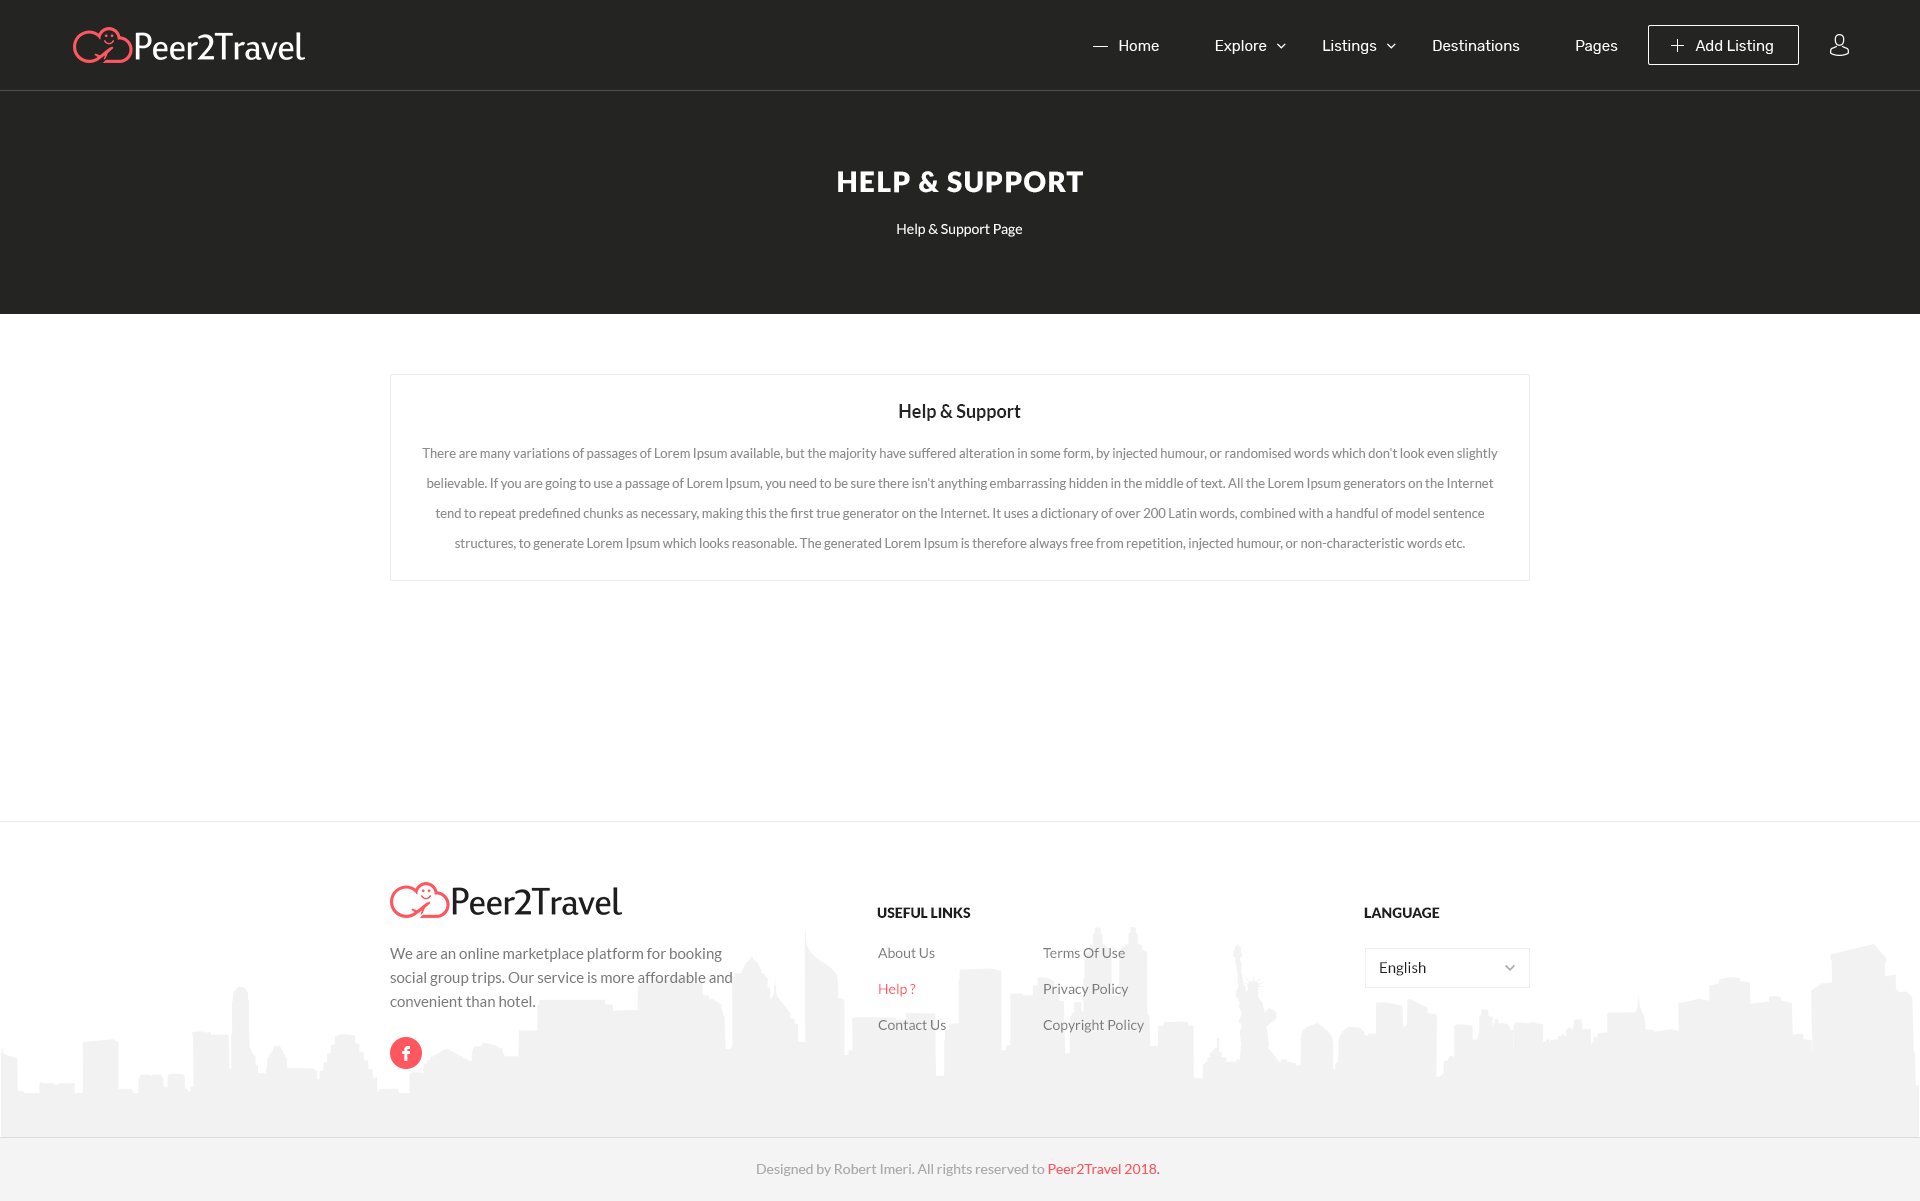 Peer2Travel
Home Explore Listings Destinations Pages Add Listing
HELP & SUPPORT
Help & Support Page
Help & Support
There are many variations of passages of Lorem Ipsum available, but the majority have suffered alteration in some form, by injected humour, or randomised words which don't look even slightly
believable. If you are going to use a passage of Lorem Ipsum, you need to be sure there isn't anything embarrassing hidden in the middle of text. All the Lorem Ipsum generators on the Internet
tend to repeat predefined chunks as necessary, making this the first true generator on the Internet. It uses a dictionary of over 200 Latin words, combined with a handful of model sentence
structures, to generate Lorem Ipsum which looks reasonable. The generated Lorem Ipsum is therefore always free from repetition, injected humour, or non-characteristic words etc.
Peer2Travel
We are an online marketplace platform for booking
social group trips. Our service is more affordable and
convenient than hotel.
USEFUL LINKS
About Us
Help ?
Contact Us
Terms Of Use
Privacy Policy
Copyright Policy
LANGUAGE
English
Designed by Robert Imeri. All rights reserved to Peer2Travel 2018.